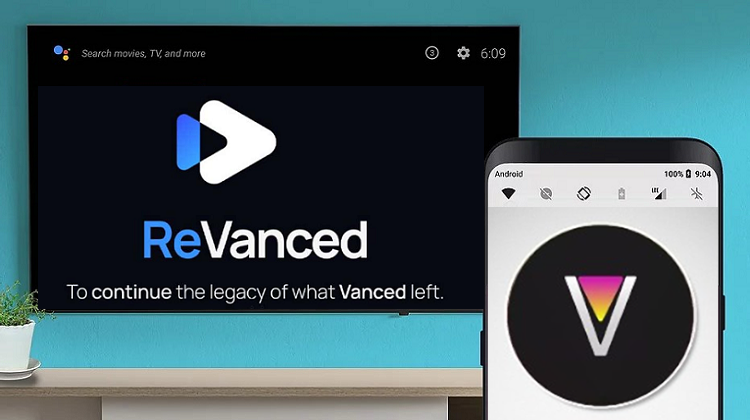 Search movies, TV, and more
3
6:09
ReVanced
To continue the legacy of what Vanced left.
Android
100% 9:04
LTE
V